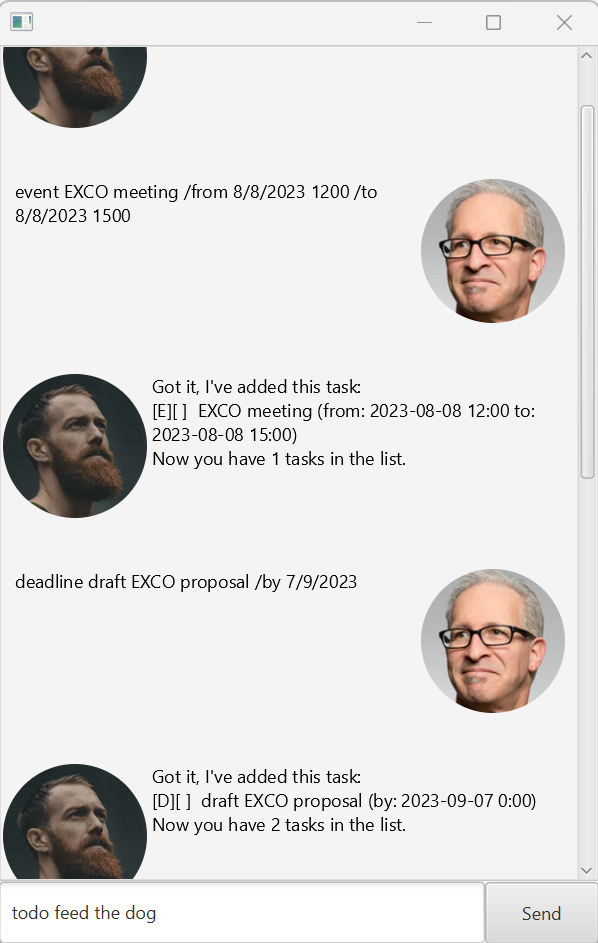 event EXCO meeting /from 8/8/2023 1200 /to
8/8/2023 1500
Got it, I've added this task:
[E][ ]  EXCO meeting (from: 2023-08-08 12:00 to:
2023-08-08 15:00)
Now you have 1 tasks in the list.
deadline draft EXCO proposal /by 7/9/2023
Got it, I've added this task:
[D][ ]  draft EXCO proposal (by: 2023-09-07 0:00)
Now you have 2 tasks in the list.
todo feed the dog
Send